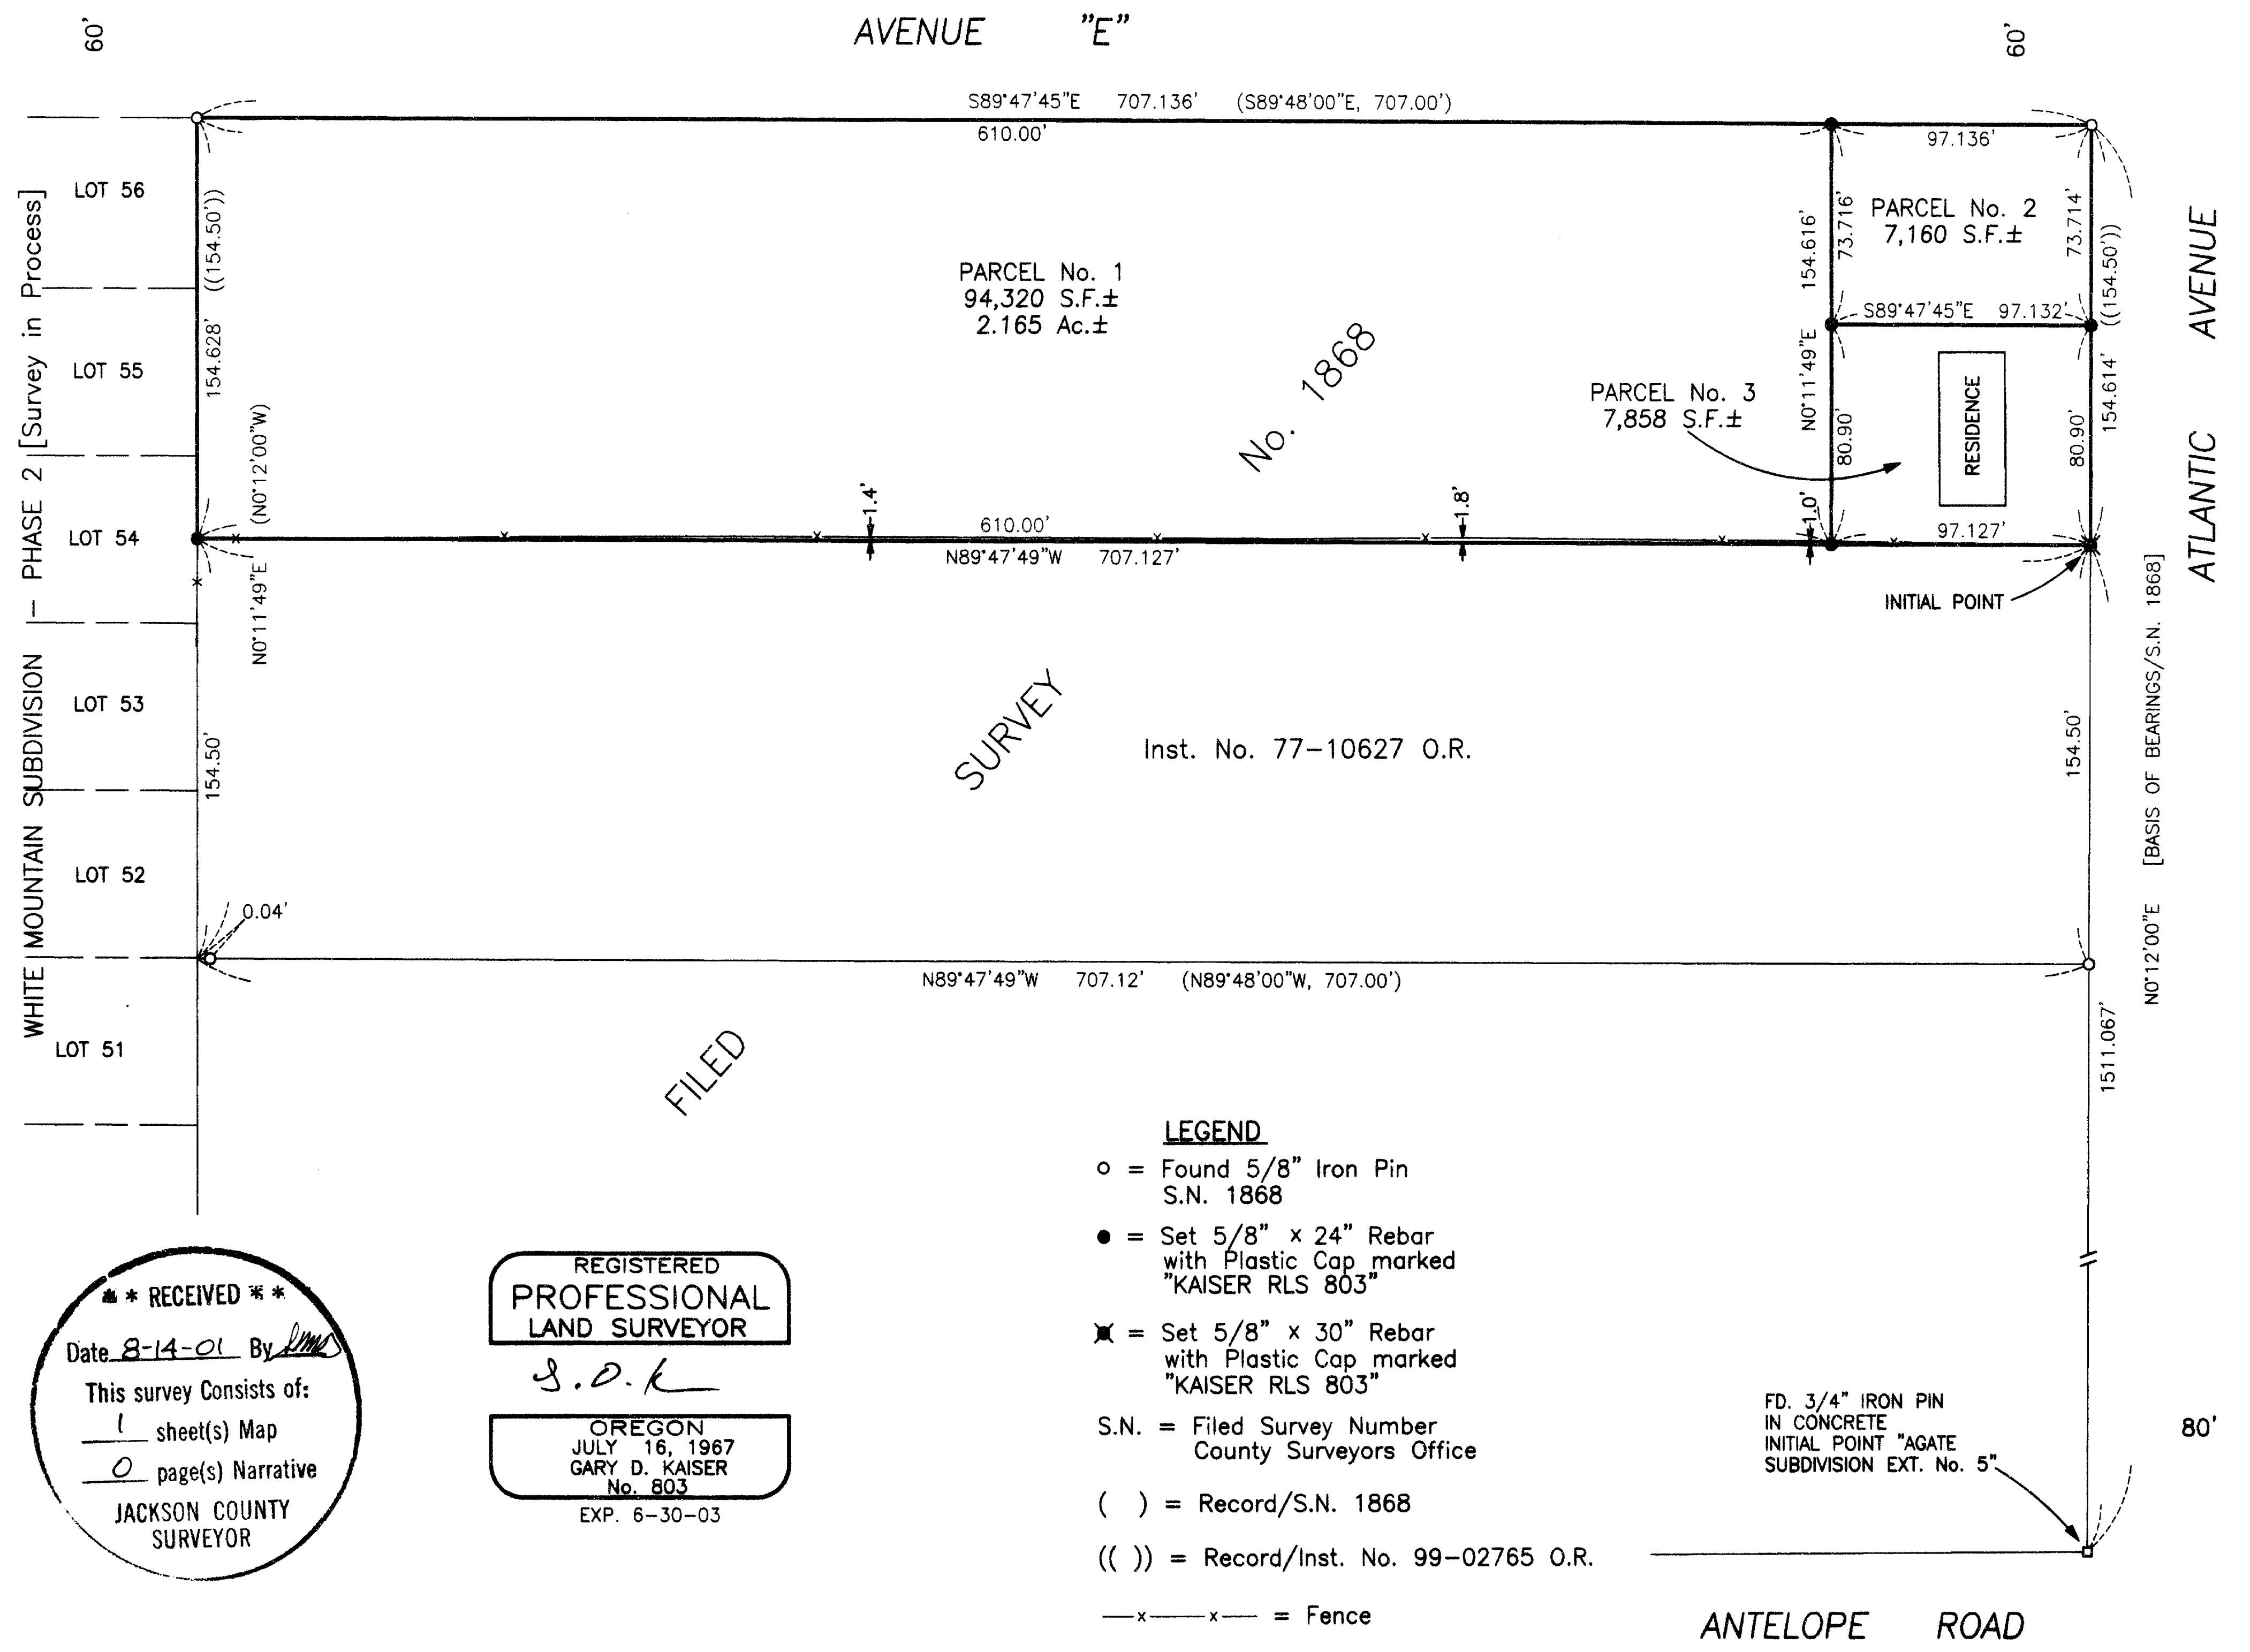 AVENUE "E"
60'
60'
S89°47'45"E 707.136' (S89°48'00"E, 707.00')
610.00'
97.136'
LOT 56
LOT 55
LOT 54
LOT 53
LOT 52
LOT 51
WHITE MOUNTAIN SUBDIVISION — PHASE 2 [Survey in Process]
((154.50'))
154.628'
(N0°12'00"W)
N0°11'49"E
154.50'
PARCEL No. 1
94,320 S.F.±
2.165 Ac.±
154.616'
N0°11'49"E
73.716'
80.90'
PARCEL No. 2
7,160 S.F.±
73.714'
((154.50'))
154.614'
80.90'
S89°47'45"E 97.132'
PARCEL No. 3
7,858 S.F.±
RESIDENCE
1.4'
1.8'
1.0'
610.00'
N89°47'49"W 707.127'
97.127'
INITIAL POINT
ATLANTIC AVENUE
N0°12'00"E [BASIS OF BEARINGS/S.N. 1868]
154.50'
1511.067'
FILED SURVEY No. 1868
Inst. No. 77-10627 O.R.
0.04'
N89°47'49"W 707.12' (N89°48'00"W, 707.00')
LEGEND
o = Found 5/8" Iron Pin
S.N. 1868
● = Set 5/8" x 24" Rebar
with Plastic Cap marked
"KAISER RLS 803"
= Set 5/8" x 30" Rebar
with Plastic Cap marked
"KAISER RLS 803"
S.N. = Filed Survey Number
County Surveyors Office
( ) = Record/S.N. 1868
(( )) = Record/Inst. No. 99-02765 O.R.
—x—x— = Fence
* * RECEIVED * *
Date 8-14-01 By
This survey Consists of:
1 sheet(s) Map
0 page(s) Narrative
JACKSON COUNTY
SURVEYOR
REGISTERED
PROFESSIONAL
LAND SURVEYOR
OREGON
JULY 16, 1967
GARY D. KAISER
No. 803
EXP. 6-30-03
FD. 3/4" IRON PIN
IN CONCRETE
INITIAL POINT "AGATE
SUBDIVISION EXT. No. 5"
80'
ANTELOPE ROAD